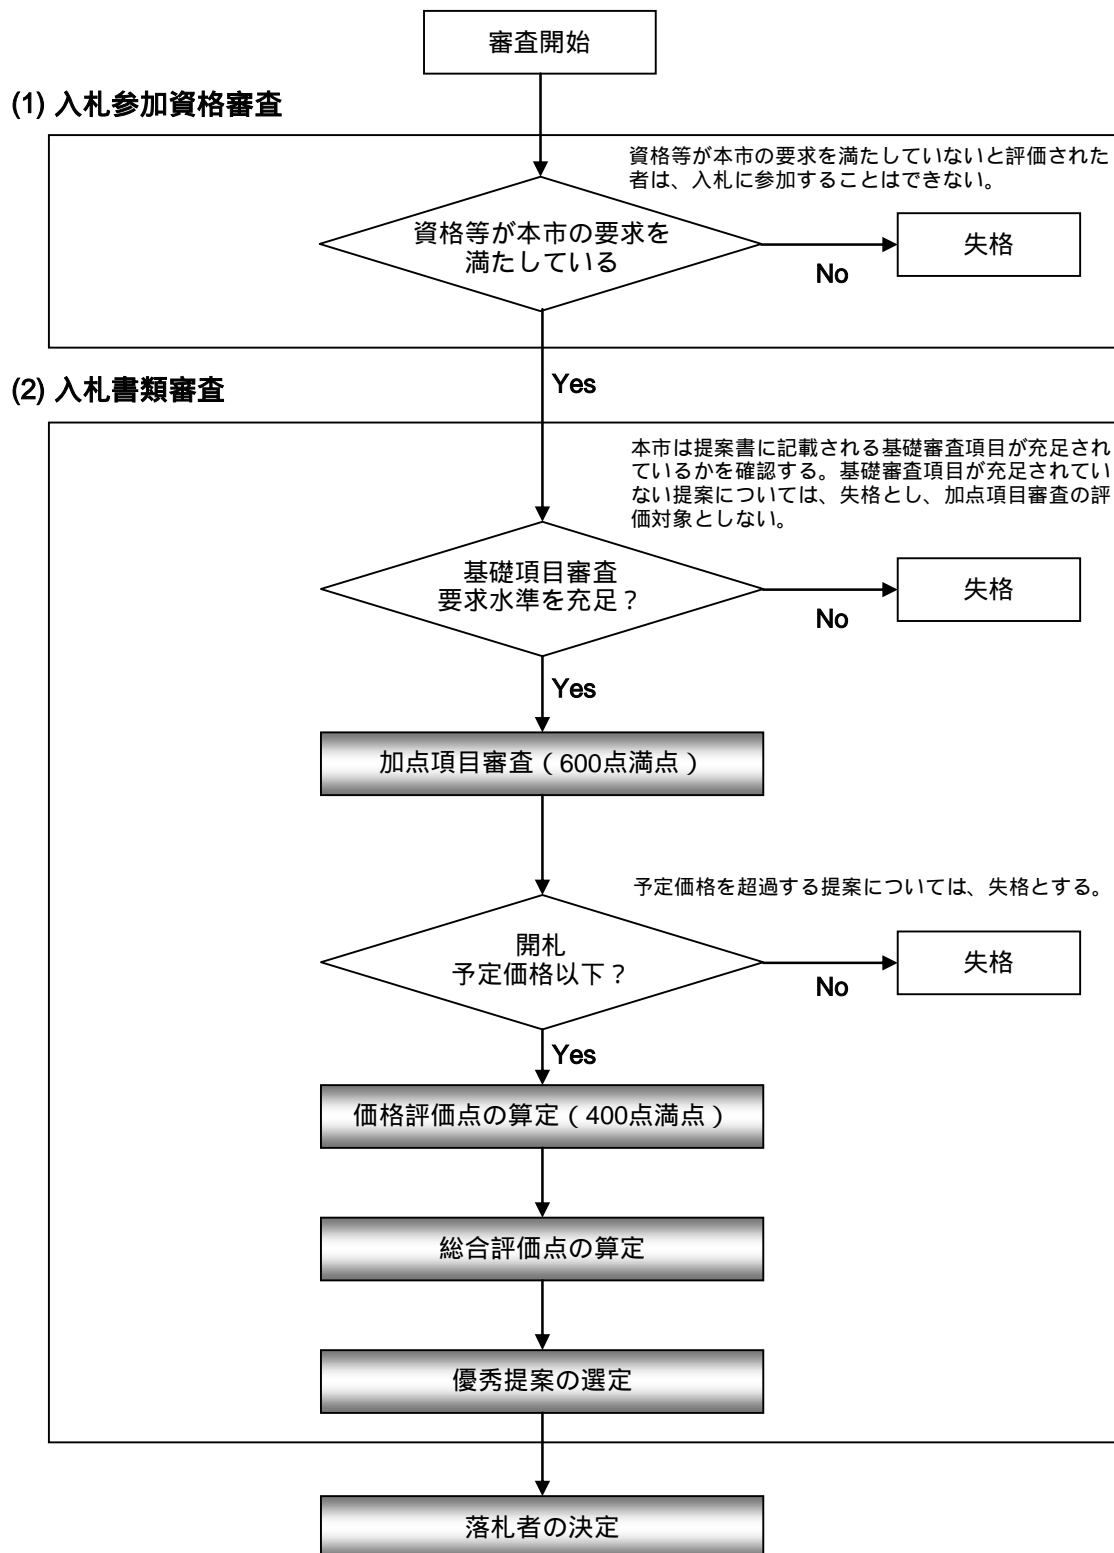 審査開始
(1) 入札参加資格審査
資格等が本市の要求を満たしていないと評価された
者は、入札に参加することはできない。
資格等が本市の要求を
満たしている
No
失格
Yes
(2) 入札書類審査
本市は提案書に記載される基礎審査項目が充足され
ているかを確認する。基礎審査項目が充足されてい
ない提案については、失格とし、加点項目審査の評
価対象としない。
基礎項目審査
要求水準を充足？
No
失格
Yes
加点項目審査（600点満点）
予定価格を超過する提案については、失格とする。
開札
予定価格以下？
No
失格
Yes
価格評価点の算定（400点満点）
総合評価点の算定
優秀提案の選定
落札者の決定